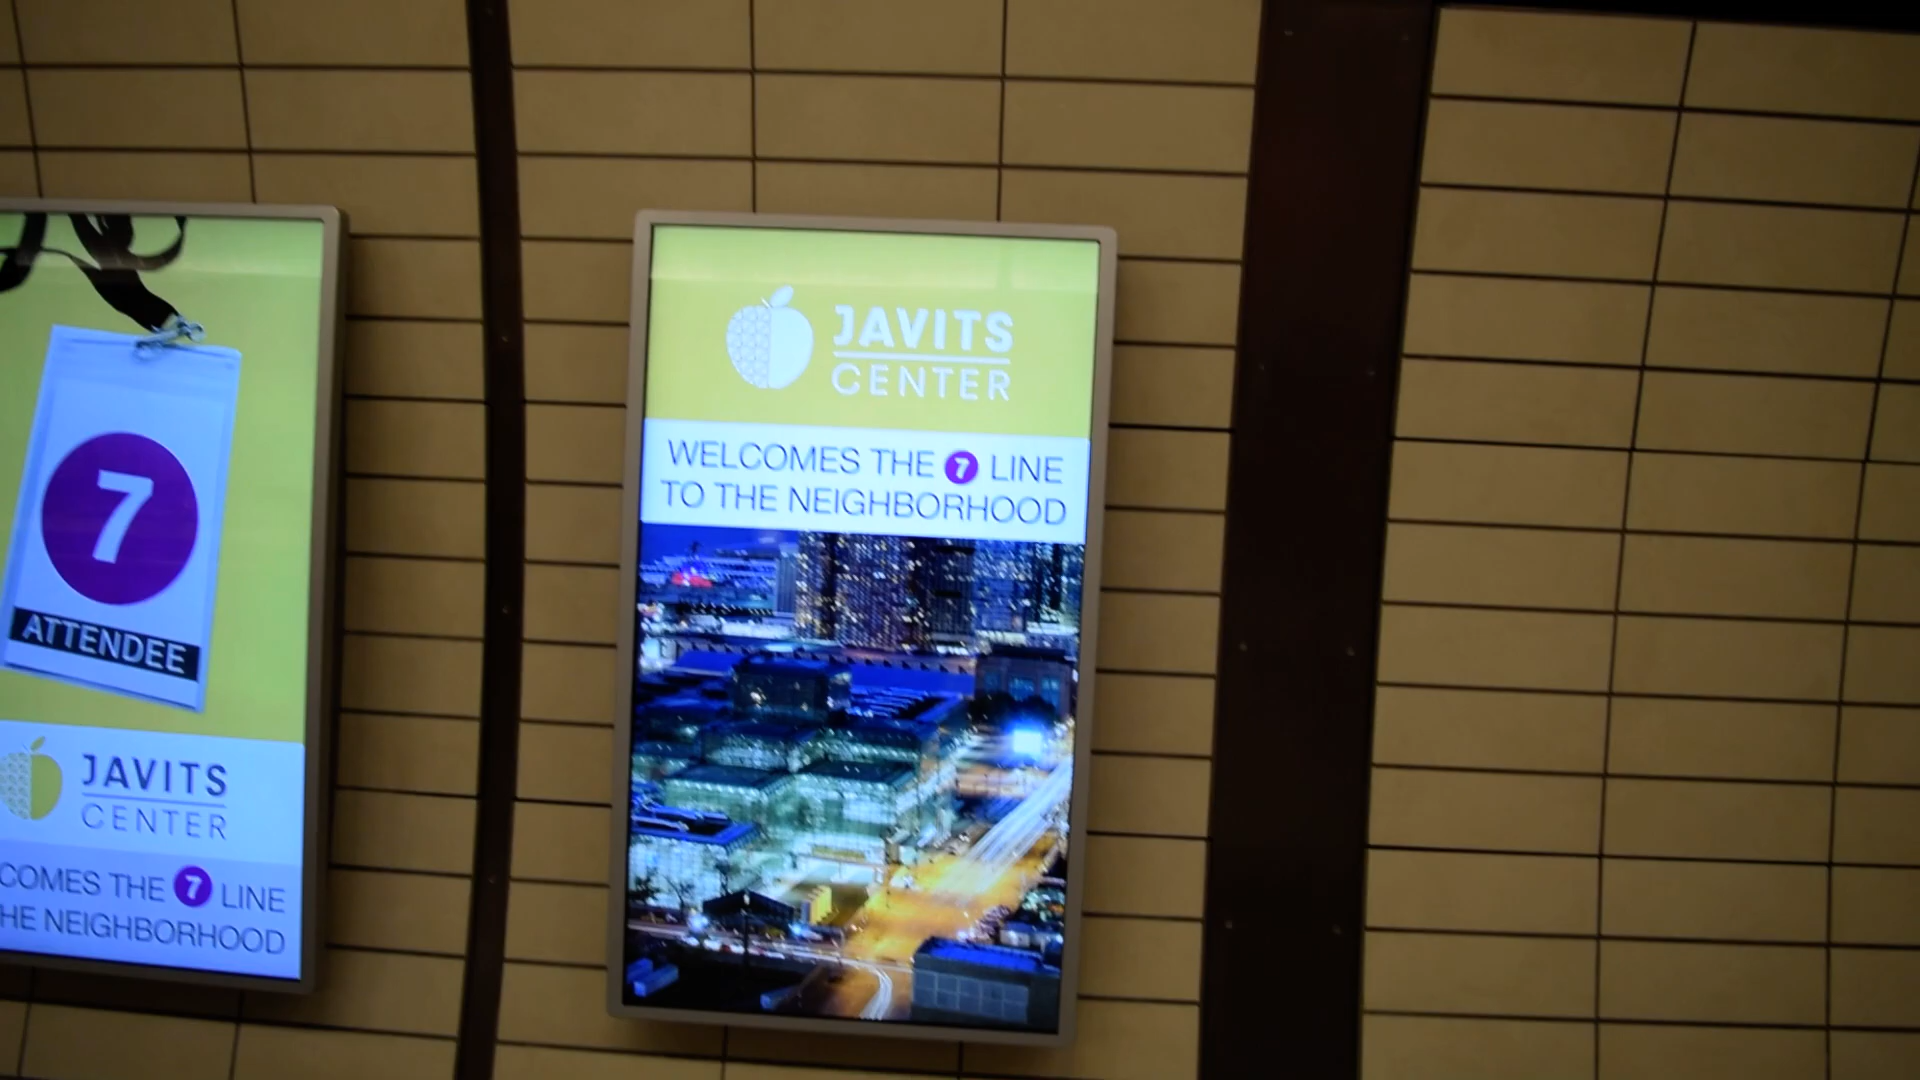 7
ATTENDEE
JAVITS
CENTER
COMES THE 7 LINE
HE NEIGHBORHOOD
JAVITS
CENTER
WELCOMES THE 7 LINE
TO THE NEIGHBORHOOD